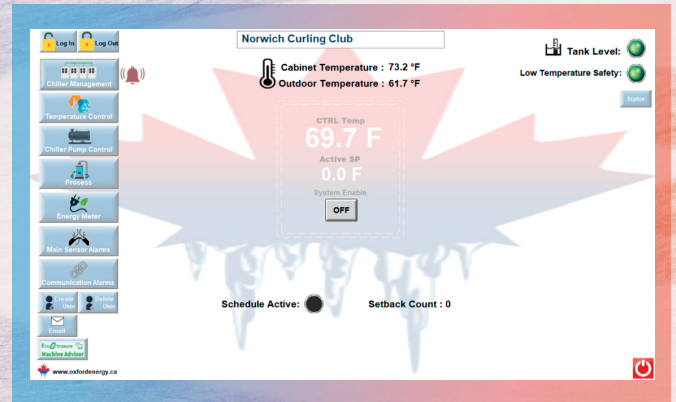 Log In
Log Out
Norwich Curling Club
Tank Level:
Cabinet Temperature : 73.2 °F
Low Temperature Safety:
Outdoor Temperature : 61.7 °F
Chiller Management
Status
Temperature Control
CTRL Temp
69.7 F
Chiller Pump Control
Active SP
0.0 F
Process
System Enable
OFF
Energy Meter
Main Sensor Alarms
Communication Alarms
Create User
Delete User
Schedule Active:
Setback Count : 0
Email
Machine Advisor
www.oxfordenergy.ca